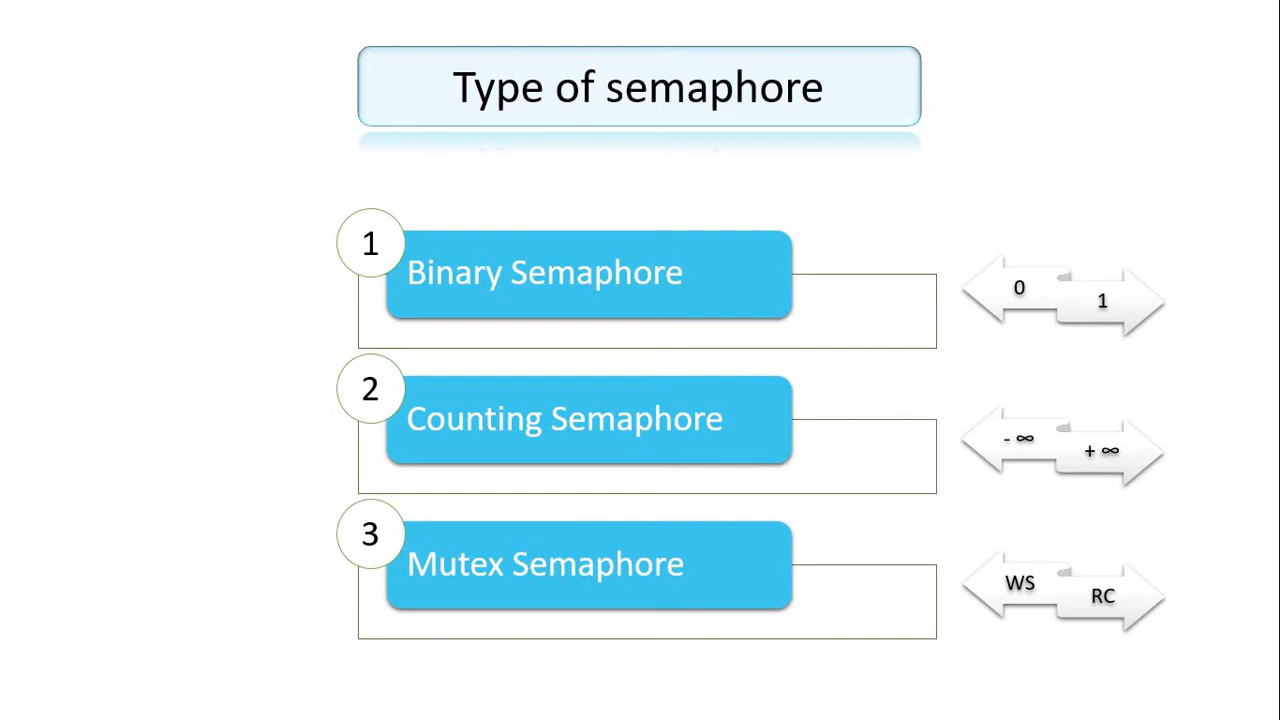 Type of semaphore
1
Binary Semaphore
0
1
2
Counting Semaphore
- ∞
+ ∞
3
Mutex Semaphore
WS
RC